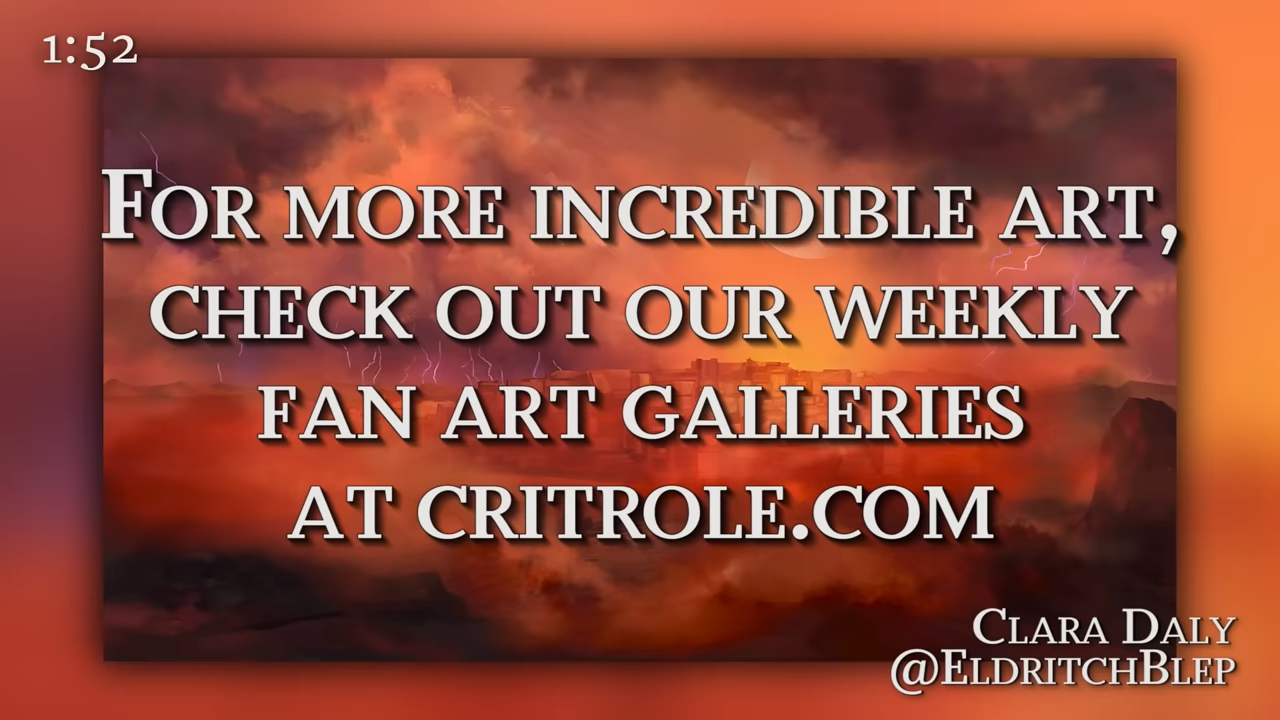 1:52
For more incredible art,
check out our weekly
fan art galleries
at critrole.com
Clara Daly
@EldritchBlep